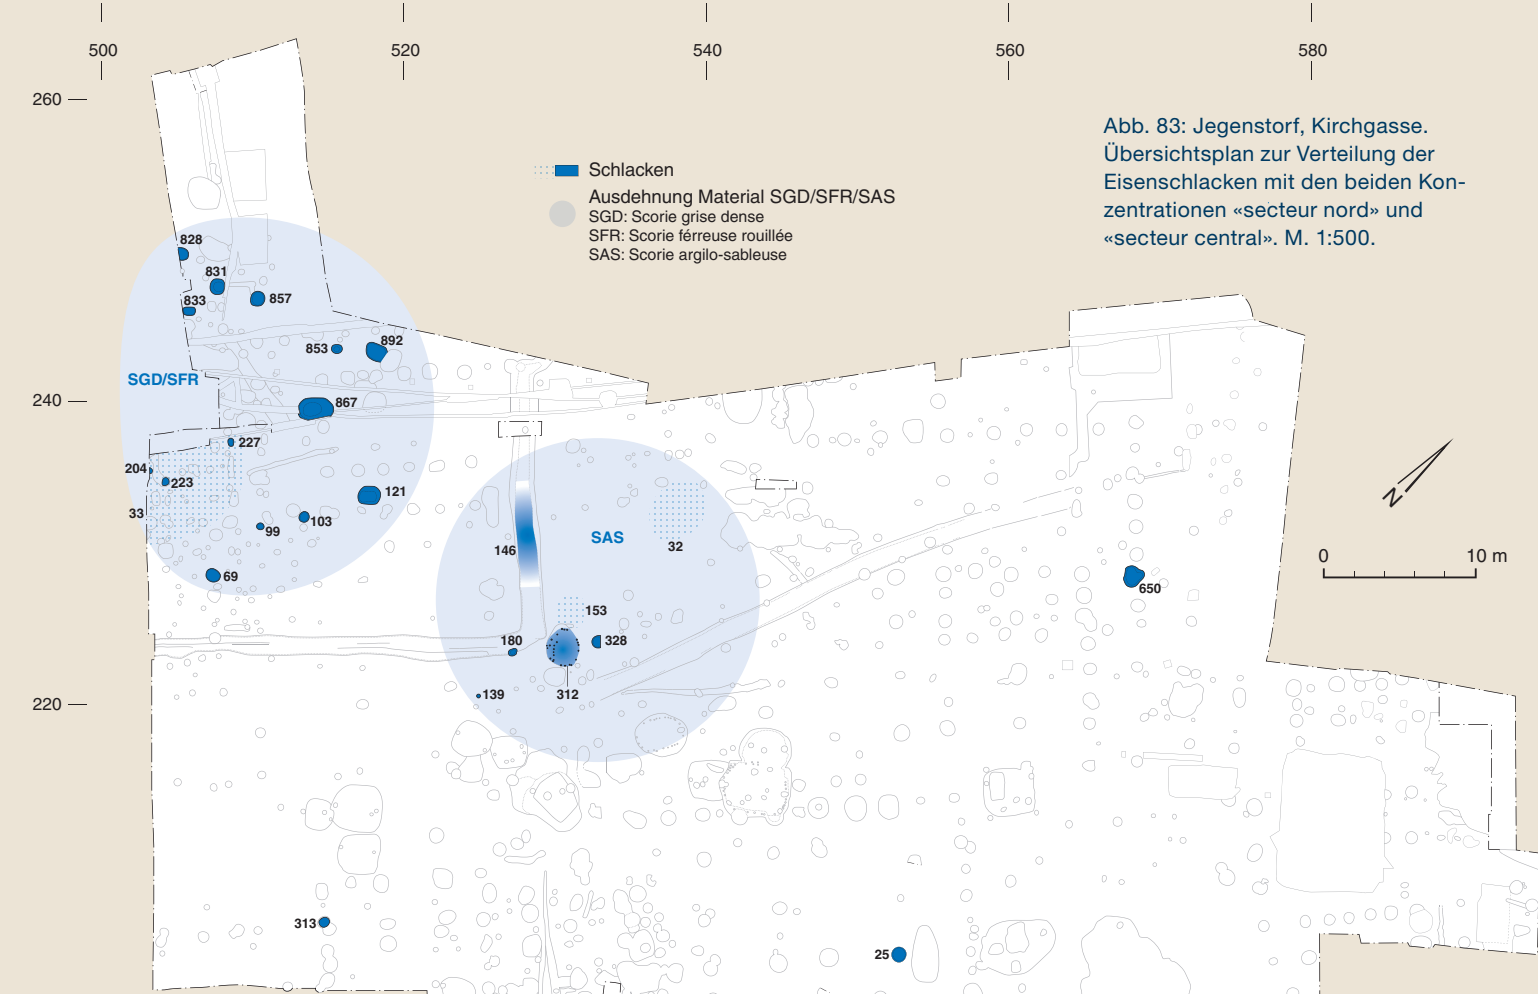 500
520
540
560
580
260
Abb. 83: Jegenstorf, Kirchgasse.
Übersichtsplan zur Verteilung der
Eisenschlacken mit den beiden Kon-
zentrationen «secteur nord» und
«secteur central». M. 1:500.
Schlacken
Ausdehnung Material SGD/SFR/SAS
SGD: Scorie grise dense
SFR: Scorie férreuse rouillée
SAS: Scorie argilo-sableuse
828
831
833
857
853
892
SGD/SFR
240
867
227
204
223
121
33
103
99
69
SAS
146
32
N
0
10 m
650
153
180
328
139
312
220
313
25